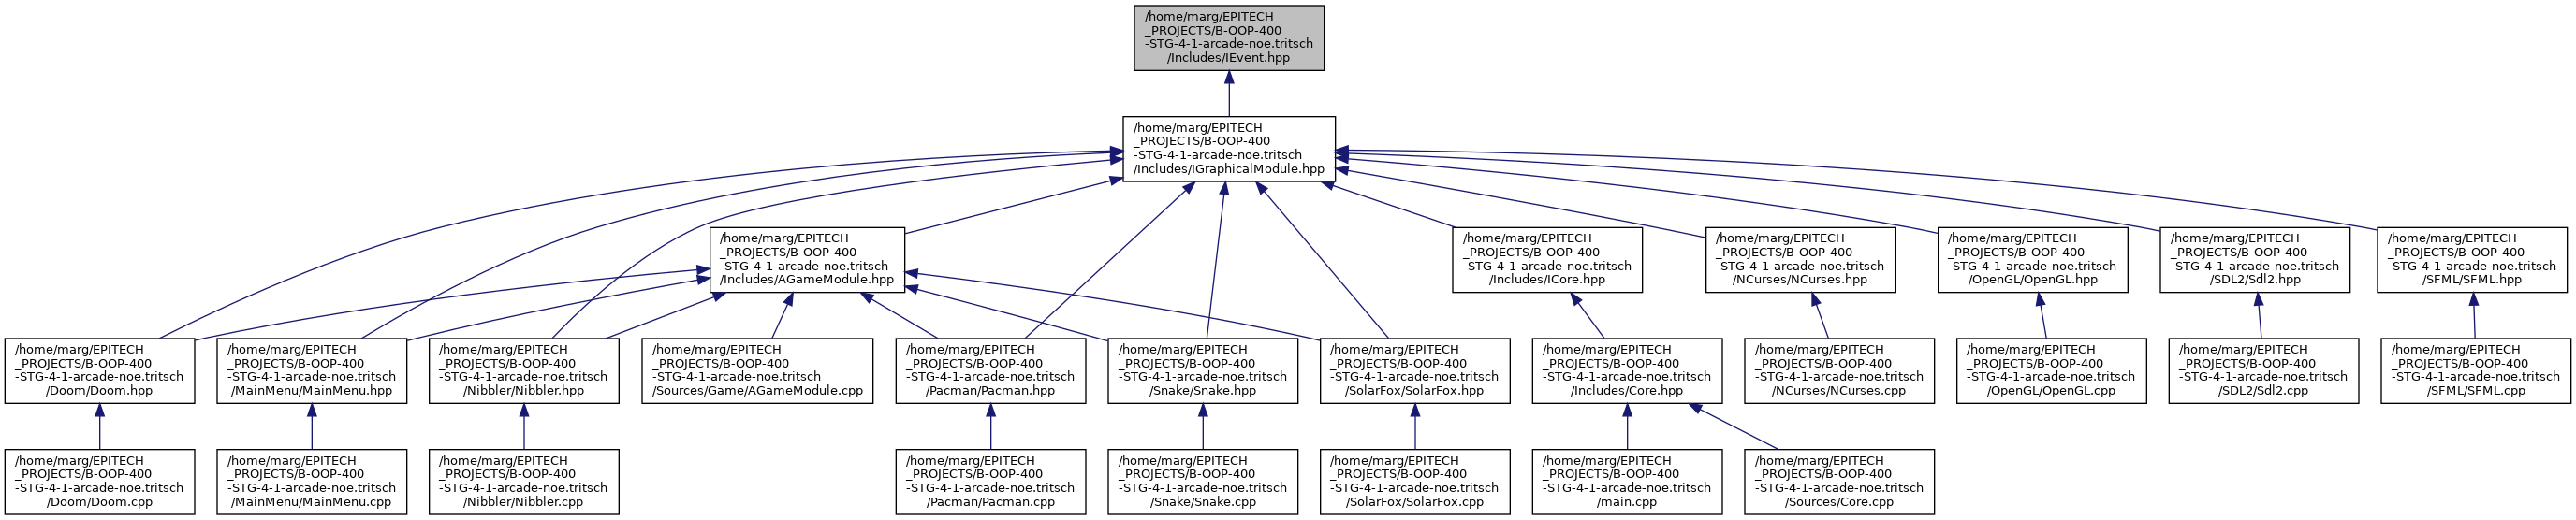 /home/marg/EPITECH
_PROJECTS/B-OOP-400
-STG-4-1-arcade-noe.tritsch
/Includes/IEvent.hpp
/home/marg/EPITECH
_PROJECTS/B-OOP-400
-STG-4-1-arcade-noe.tritsch
/Includes/IGraphicalModule.hpp
/home/marg/EPITECH
_PROJECTS/B-OOP-400
-STG-4-1-arcade-noe.tritsch
/Includes/AGameModule.hpp
/home/marg/EPITECH
_PROJECTS/B-OOP-400
-STG-4-1-arcade-noe.tritsch
/Includes/ICore.hpp
/home/marg/EPITECH
_PROJECTS/B-OOP-400
-STG-4-1-arcade-noe.tritsch
/NCurses/NCurses.hpp
/home/marg/EPITECH
_PROJECTS/B-OOP-400
-STG-4-1-arcade-noe.tritsch
/OpenGL/OpenGL.hpp
/home/marg/EPITECH
_PROJECTS/B-OOP-400
-STG-4-1-arcade-noe.tritsch
/SDL2/Sdl2.hpp
/home/marg/EPITECH
_PROJECTS/B-OOP-400
-STG-4-1-arcade-noe.tritsch
/SFML/SFML.hpp
/home/marg/EPITECH
_PROJECTS/B-OOP-400
-STG-4-1-arcade-noe.tritsch
/Doom/Doom.hpp
/home/marg/EPITECH
_PROJECTS/B-OOP-400
-STG-4-1-arcade-noe.tritsch
/MainMenu/MainMenu.hpp
/home/marg/EPITECH
_PROJECTS/B-OOP-400
-STG-4-1-arcade-noe.tritsch
/Nibbler/Nibbler.hpp
/home/marg/EPITECH
_PROJECTS/B-OOP-400
-STG-4-1-arcade-noe.tritsch
/Sources/Game/AGameModule.cpp
/home/marg/EPITECH
_PROJECTS/B-OOP-400
-STG-4-1-arcade-noe.tritsch
/Pacman/Pacman.hpp
/home/marg/EPITECH
_PROJECTS/B-OOP-400
-STG-4-1-arcade-noe.tritsch
/Snake/Snake.hpp
/home/marg/EPITECH
_PROJECTS/B-OOP-400
-STG-4-1-arcade-noe.tritsch
/SolarFox/SolarFox.hpp
/home/marg/EPITECH
_PROJECTS/B-OOP-400
-STG-4-1-arcade-noe.tritsch
/Includes/Core.hpp
/home/marg/EPITECH
_PROJECTS/B-OOP-400
-STG-4-1-arcade-noe.tritsch
/NCurses/NCurses.cpp
/home/marg/EPITECH
_PROJECTS/B-OOP-400
-STG-4-1-arcade-noe.tritsch
/OpenGL/OpenGL.cpp
/home/marg/EPITECH
_PROJECTS/B-OOP-400
-STG-4-1-arcade-noe.tritsch
/SDL2/Sdl2.cpp
/home/marg/EPITECH
_PROJECTS/B-OOP-400
-STG-4-1-arcade-noe.tritsch
/SFML/SFML.cpp
/home/marg/EPITECH
_PROJECTS/B-OOP-400
-STG-4-1-arcade-noe.tritsch
/Doom/Doom.cpp
/home/marg/EPITECH
_PROJECTS/B-OOP-400
-STG-4-1-arcade-noe.tritsch
/MainMenu/MainMenu.cpp
/home/marg/EPITECH
_PROJECTS/B-OOP-400
-STG-4-1-arcade-noe.tritsch
/Nibbler/Nibbler.cpp
/home/marg/EPITECH
_PROJECTS/B-OOP-400
-STG-4-1-arcade-noe.tritsch
/Pacman/Pacman.cpp
/home/marg/EPITECH
_PROJECTS/B-OOP-400
-STG-4-1-arcade-noe.tritsch
/Snake/Snake.cpp
/home/marg/EPITECH
_PROJECTS/B-OOP-400
-STG-4-1-arcade-noe.tritsch
/SolarFox/SolarFox.cpp
/home/marg/EPITECH
_PROJECTS/B-OOP-400
-STG-4-1-arcade-noe.tritsch
/main.cpp
/home/marg/EPITECH
_PROJECTS/B-OOP-400
-STG-4-1-arcade-noe.tritsch
/Sources/Core.cpp